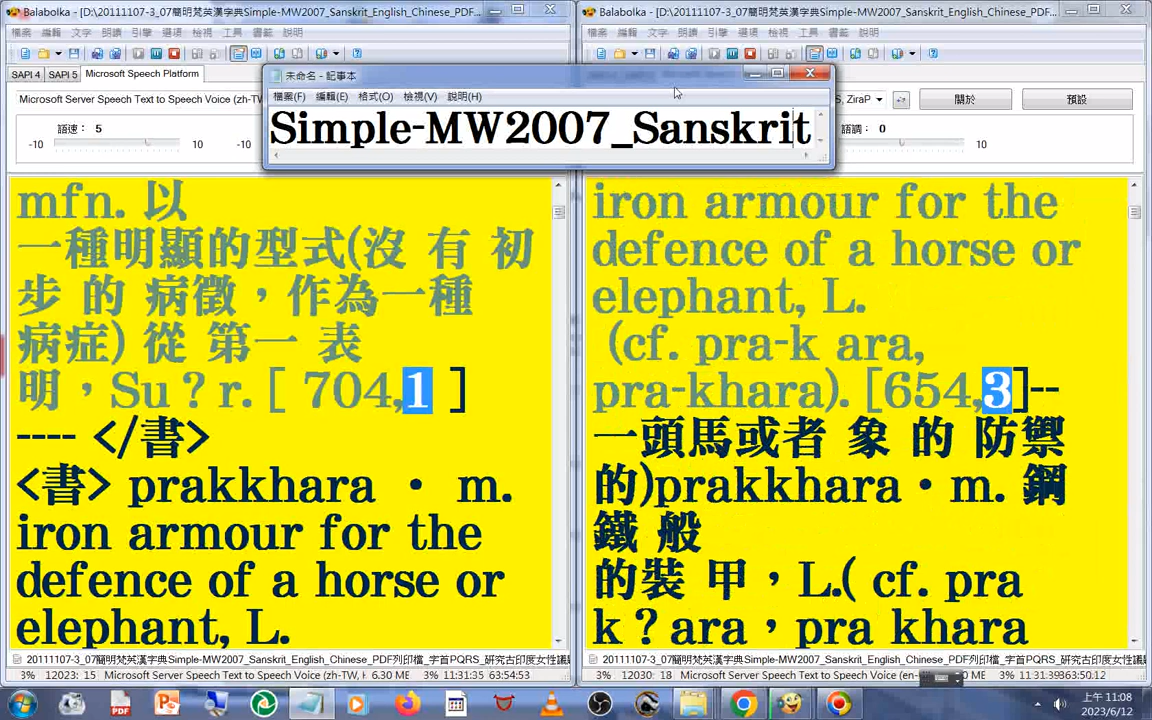 Balabolka - [D:\20111107-3_07簡明梵英漢字典Simple-MW2007_Sanskrit_English_Chinese_PDF...
檔案 編輯 文字 朗讀 引擎 選項 檢視 工具 書籤 說明
SAPI 4 SAPI 5 Microsoft Speech Platform
Microsoft Server Speech Text to Speech Voice (zh-TW,
語速： 5
-10 10 -10
mfn. 以
一種明顯的型式(沒 有 初
步 的 病徵，作為一種
病症) 從 第一 表
明，Su？r. [ 704,1 ]
---- </書>
<書> prakkhara ‧ m.
iron armour for the
defence of a horse or
elephant, L.
20111107-3_07簡明梵英漢字典Simple-MW2007_Sanskrit_English_Chinese_PDF列印檔_字首PQRS_研究古印度女性議題
3% 12023: 15 Microsoft Server Speech Text to Speech Voice (zh-TW, H 6.30 ME 3% 11:31:35 63:54:53
未命名 - 記事本
檔案(F) 編輯(E) 格式(O) 檢視(V) 說明(H)
Simple-MW2007_Sanskrit
Balabolka - [D:\20111107-3_07簡明梵英漢字典Simple-MW2007_Sanskrit_English_Chinese_PDF...
檔案 編輯 文字 朗讀 引擎 選項 檢視 工具 書籤 說明
S, ZiraP 關於 預設
語調： 0
10
iron armour for the
defence of a horse or
elephant, L.
(cf. pra-k ara,
pra-khara). [654,3]--
一頭馬或者 象 的 防禦
的)prakkhara‧m. 鋼
鐵 般
的裝 甲，L.( cf. pra
k？ara，pra khara
20111107-3_07簡明梵英漢字典Simple-MW2007_Sanskrit_English_Chinese_PDF列印檔_字首PQRS_研究古印度女性議題
3% 12030: 18 Microsoft Server Speech Text to Speech Voice 3% 11:31:39 63:50:12
上午 11:08
2023/6/12